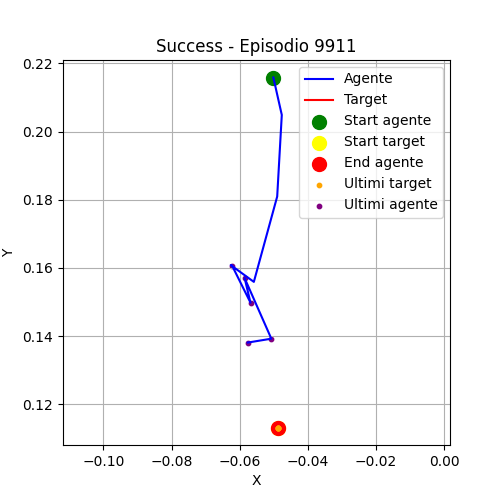 Success - Episodio 9911
0.22
0.20
0.18
0.16
0.14
0.12
Y
Agente
Target
Start agente
Start target
End agente
Ultimi target
Ultimi agente
−0.10 −0.08 −0.06 −0.04 −0.02 0.00
X